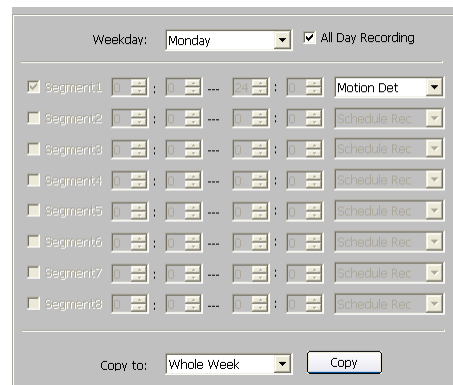 Weekday: Monday All Day Recording
Segment1 0 : 0 --- 24 : 0 Motion Det
Segment2 0 : 0 --- 0 : 0 Schedule Rec
Segment3 0 : 0 --- 0 : 0 Schedule Rec
Segment4 0 : 0 --- 0 : 0 Schedule Rec
Segment5 0 : 0 --- 0 : 0 Schedule Rec
Segment6 0 : 0 --- 0 : 0 Schedule Rec
Segment7 0 : 0 --- 0 : 0 Schedule Rec
Segment8 0 : 0 --- 0 : 0 Schedule Rec
Copy to: Whole Week Copy